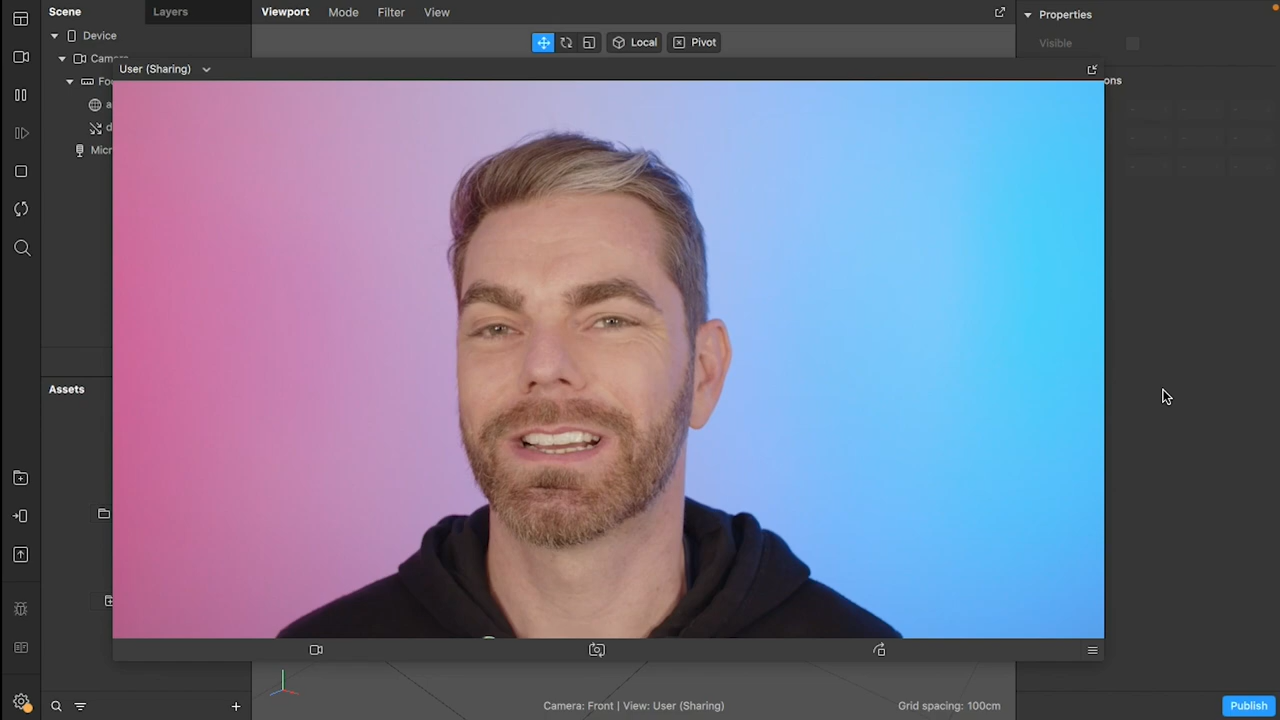 Scene
Layers
Viewport
Mode
Filter
View
Properties
Device
Local
Pivot
Visible
User (Sharing)
Assets
Camera: Front | View: User (Sharing)
Grid spacing: 100cm
Publish